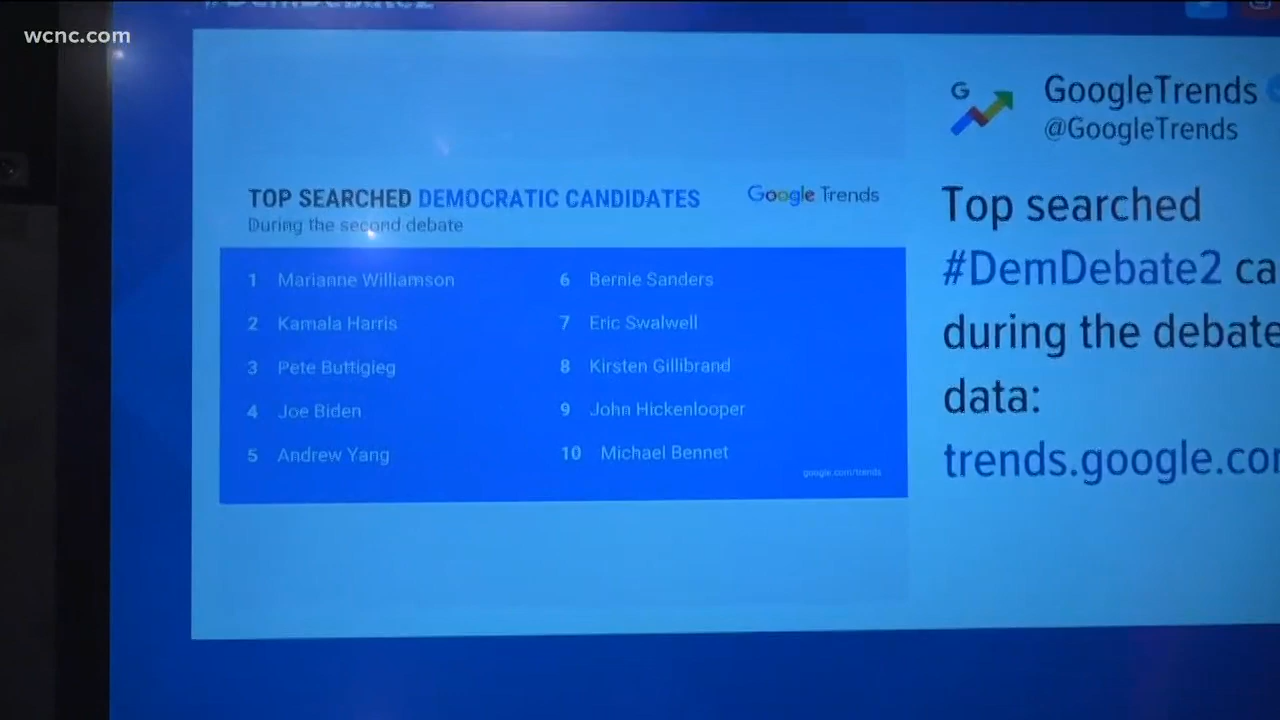 wcnc.com
GoogleTrends
@GoogleTrends
TOP SEARCHED DEMOCRATIC CANDIDATES
Google Trends
During the second debate
1 Marianne Williamson
2 Kamala Harris
3 Pete Buttigieg
4 Joe Biden
5 Andrew Yang
6 Bernie Sanders
7 Eric Swalwell
8 Kirsten Gillibrand
9 John Hickenlooper
10 Michael Bennet
google.com/trends
Top searched
#DemDebate2 ca
during the debate
data:
trends.google.co